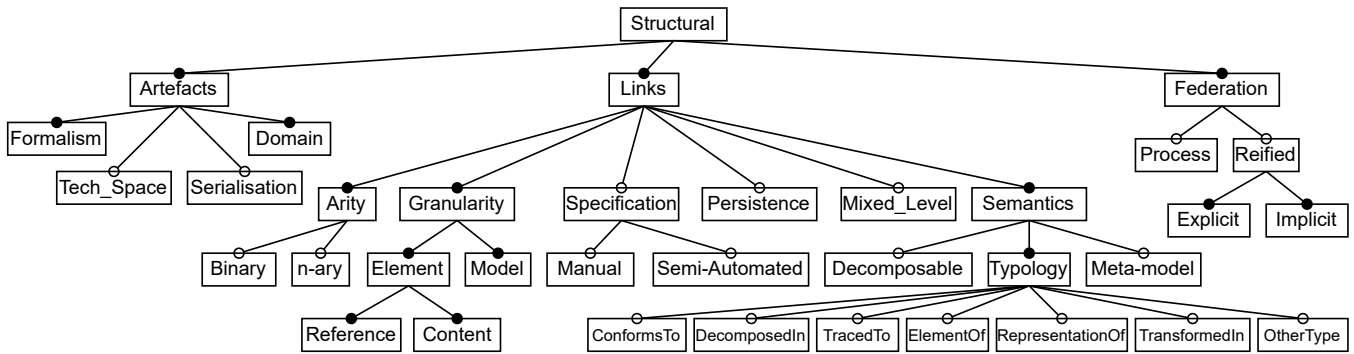 Structural
Artefacts
Links
Federation
Formalism
Domain
Process
Reified
Tech_Space
Serialisation
Arity
Granularity
Specification
Persistence
Mixed_Level
Semantics
Explicit
Implicit
Binary
n-ary
Element
Model
Manual
Semi-Automated
Decomposable
Typology
Meta-model
Reference
Content
ConformsTo
DecomposedIn
TracedTo
ElementOf
RepresentationOf
TransformedIn
OtherType